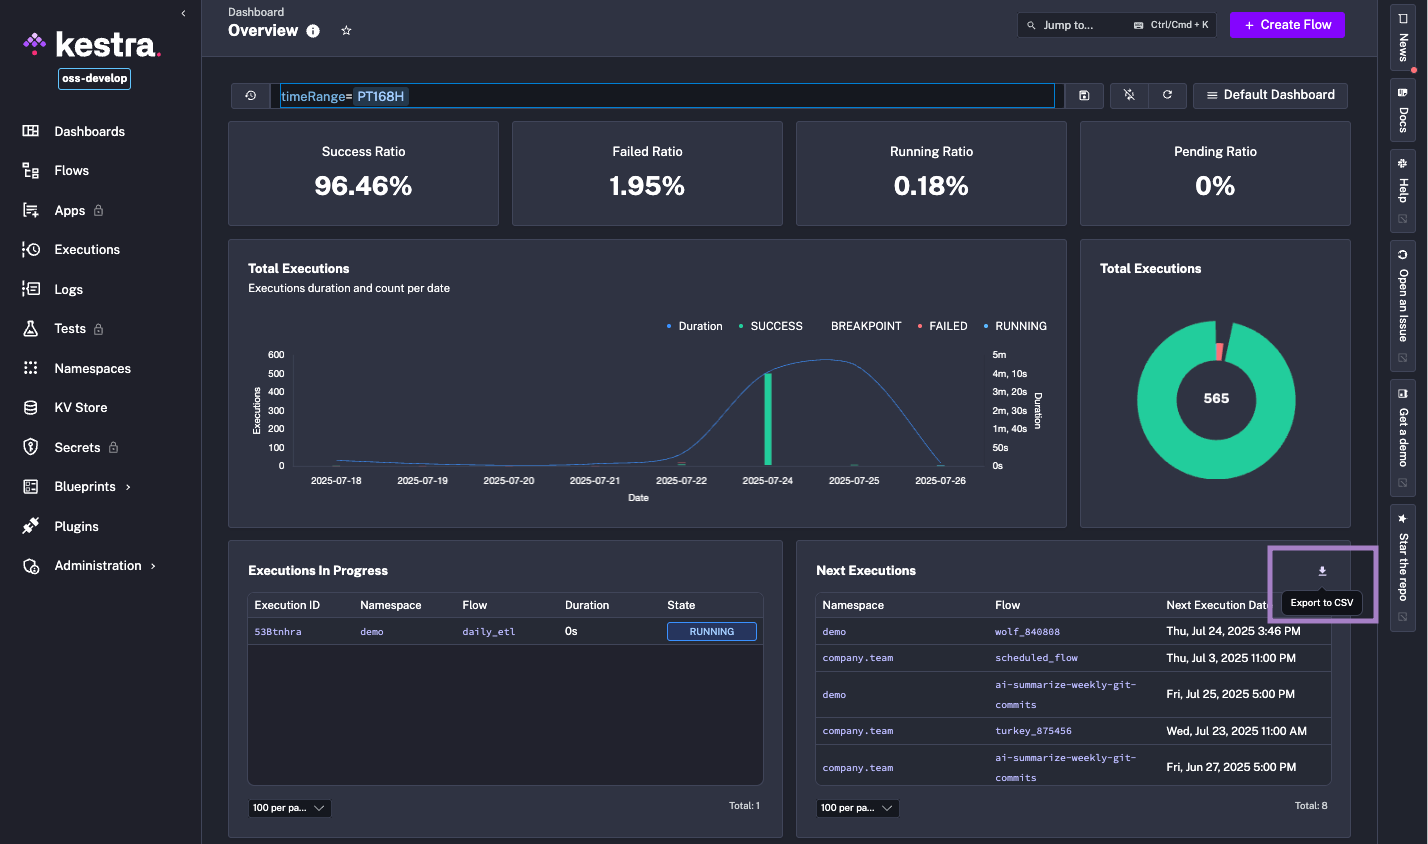 kestra.
oss-develop
Dashboards
Flows
Apps
Executions
Logs
Tests
Namespaces
KV Store
Secrets
Blueprints
Plugins
Administration
Dashboard
Overview
Jump to...
Ctrl/Cmd + K
+ Create Flow
timeRange= PT168H
Default Dashboard
Success Ratio
96.46%
Failed Ratio
1.95%
Running Ratio
0.18%
Pending Ratio
0%
Total Executions
Executions duration and count per date
Duration SUCCESS BREAKPOINT FAILED RUNNING
600
500
400
300
200
100
0
Executions
5m
4m, 10s
3m, 20s
2m, 30s
1m, 40s
50s
0s
Duration
2025-07-18 2025-07-19 2025-07-20 2025-07-21 2025-07-22 2025-07-24 2025-07-25 2025-07-26
Date
Total Executions
565
Executions In Progress
Execution ID Namespace Flow Duration State
53Btnhra demo daily_etl 0s RUNNING
100 per pa...
Total: 1
Next Executions
Export to CSV
Namespace Flow Next Execution Date
demo wolf_840808 Thu, Jul 24, 2025 3:46 PM
company.team scheduled_flow Thu, Jul 3, 2025 11:00 PM
demo ai-summarize-weekly-git-commits Fri, Jul 25, 2025 5:00 PM
company.team turkey_875456 Wed, Jul 23, 2025 11:00 AM
company.team ai-summarize-weekly-git-commits Fri, Jun 27, 2025 5:00 PM
100 per pa...
Total: 8
News
Docs
Help
Open an Issue
Get a demo
Star the repo